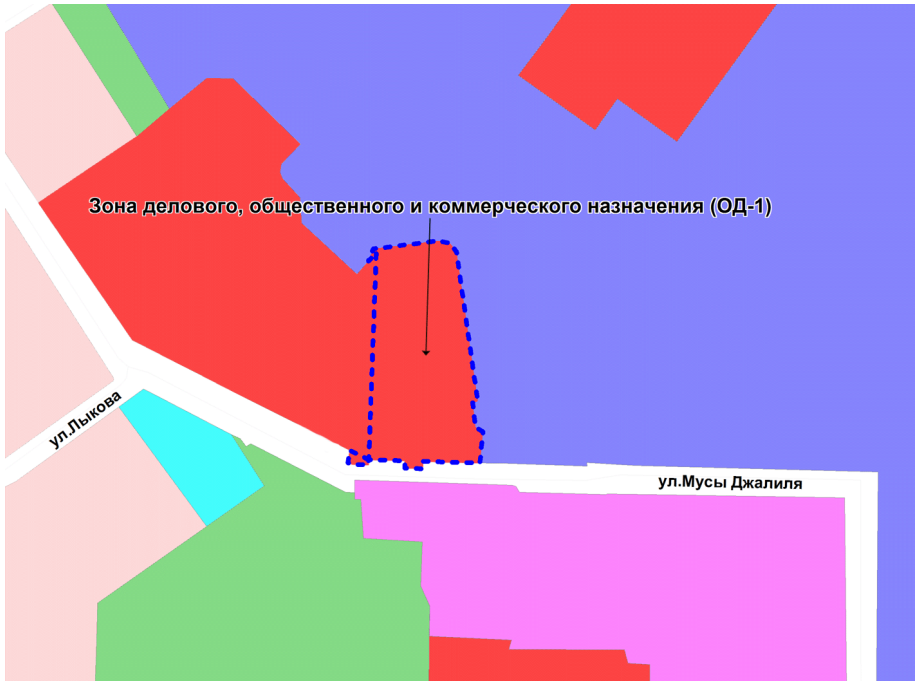 Зона делового, общественного и коммерческого назначения (ОД-1)
ул.Лыкова
ул.Мусы Джалиля